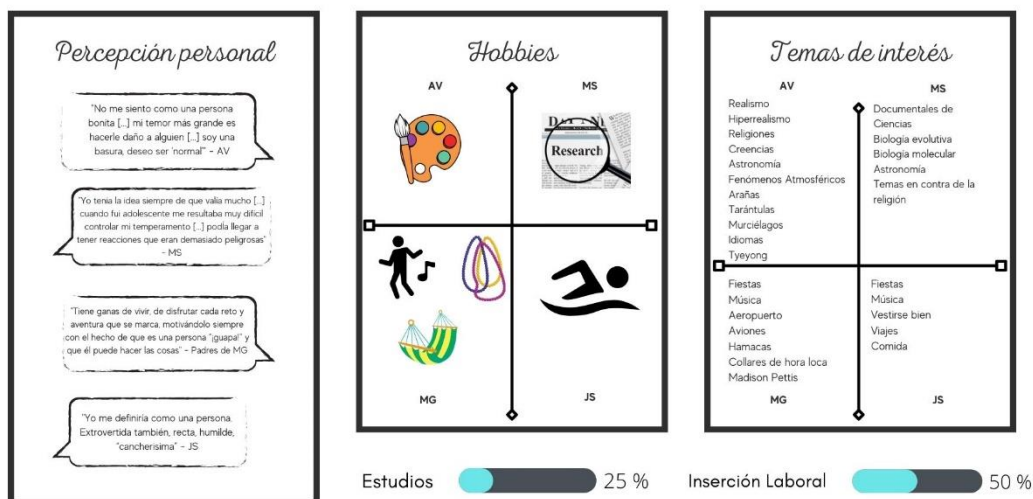 Percepción personal
"No me siento como una persona
bonita [...] mi temor más grande es
hacerle daño a alguien [...] soy una
basura, deseo ser 'normal'" - AV
"Yo tenia la idea siempre de que valía mucho [...]
cuando fui adolescente me resultaba muy difícil
controlar mi temperamento [...] podía llegar a
tener reacciones que eran demasiado peligrosas"
- MS
"Tiene ganas de vivir, de disfrutar cada reto y
aventura que se marca, motivándolo siempre
con el hecho de que es una persona "¡guapa!" y
que él puede hacer las cosas" - Padres de MG
"Yo me definiría como una persona.
Extrovertida también, recta, humilde,
"cancherisima" - JS
Hobbies
AV
MS
Research
MG
JS
Temas de interés
AV
Realismo
Hiperrealismo
Religiones
Creencias
Astronomía
Fenómenos Atmosféricos
Arañas
Tarántulas
Murciélagos
Idiomas
Tyeyong
MS
Documentales de
Ciencias
Biología evolutiva
Biología molecular
Astronomía
Temas en contra de la
religión
Fiestas
Música
Aeropuerto
Aviones
Hamacas
Collares de hora loca
Madison Pettis
MG
Fiestas
Música
Vestirse bien
Viajes
Comida
JS
Estudios 25 %
Inserción Laboral 50 %